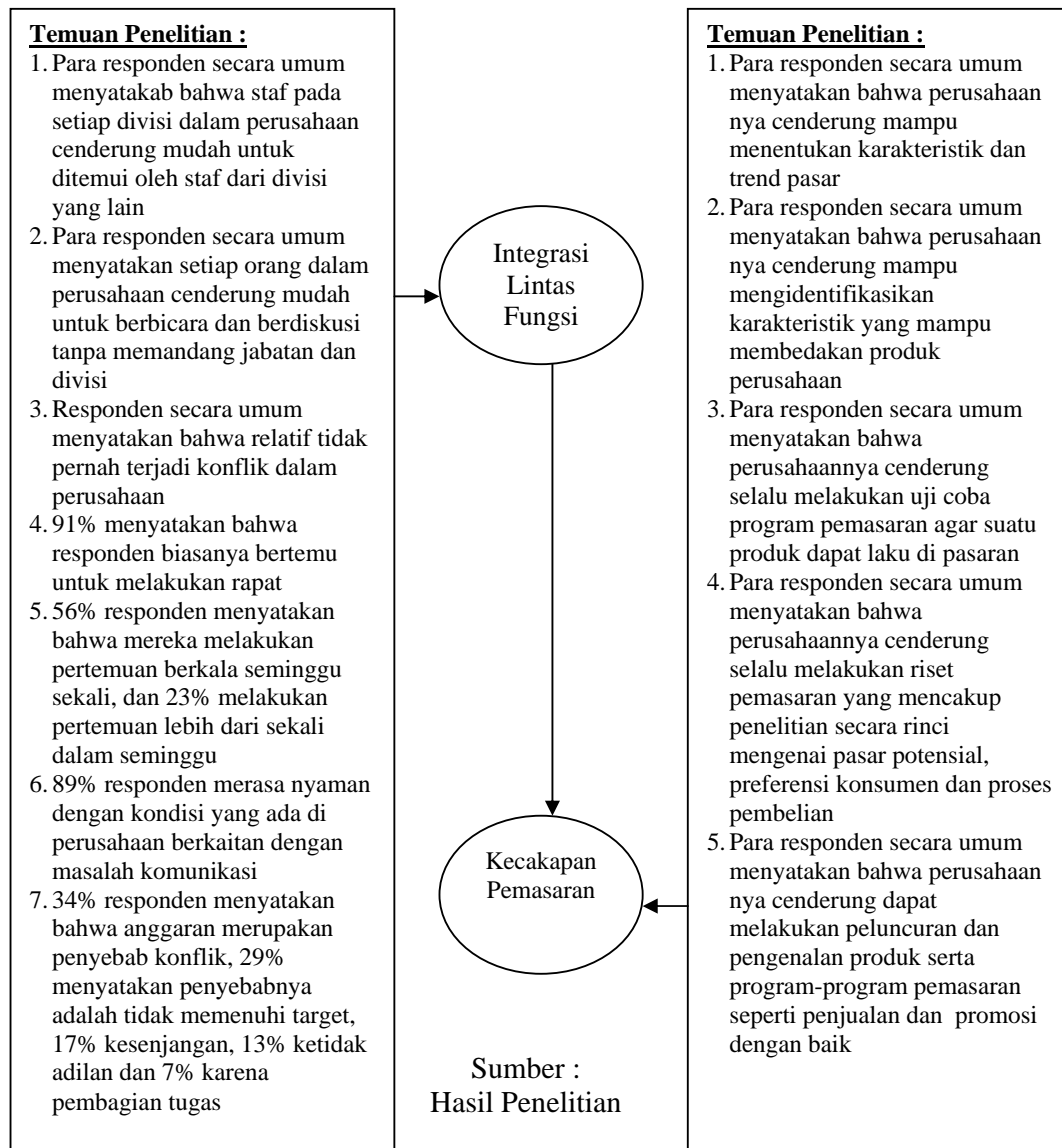 Temuan Penelitian :
1. Para responden secara umum
menyatakab bahwa staf pada
setiap divisi dalam perusahaan
cenderung mudah untuk
ditemui oleh staf dari divisi
yang lain
2. Para responden secara umum
menyatakan setiap orang dalam
perusahaan cenderung mudah
untuk berbicara dan berdiskusi
tanpa memandang jabatan dan
divisi
3. Responden secara umum
menyatakan bahwa relatif tidak
pernah terjadi konflik dalam
perusahaan
4. 91% menyatakan bahwa
responden biasanya bertemu
untuk melakukan rapat
5. 56% responden menyatakan
bahwa mereka melakukan
pertemuan berkala seminggu
sekali, dan 23% melakukan
pertemuan lebih dari sekali
dalam seminggu
6. 89% responden merasa nyaman
dengan kondisi yang ada di
perusahaan berkaitan dengan
masalah komunikasi
7. 34% responden menyatakan
bahwa anggaran merupakan
penyebab konflik, 29%
menyatakan penyebabnya
adalah tidak memenuhi target,
17% kesenjangan, 13% ketidak
adilan dan 7% karena
pembagian tugas
Integrasi
Lintas
Fungsi
Kecakapan
Pemasaran
Sumber :
Hasil Penelitian
Temuan Penelitian :
1. Para responden secara umum
menyatakan bahwa perusahaan
nya cenderung mampu
menentukan karakteristik dan
trend pasar
2. Para responden secara umum
menyatakan bahwa perusahaan
nya cenderung mampu
mengidentifikasikan
karakteristik yang mampu
membedakan produk
perusahaan
3. Para responden secara umum
menyatakan bahwa
perusahaannya cenderung
selalu melakukan uji coba
program pemasaran agar suatu
produk dapat laku di pasaran
4. Para responden secara umum
menyatakan bahwa
perusahaannya cenderung
selalu melakukan riset
pemasaran yang mencakup
penelitian secara rinci
mengenai pasar potensial,
preferensi konsumen dan proses
pembelian
5. Para responden secara umum
menyatakan bahwa perusahaan
nya cenderung dapat
melakukan peluncuran dan
pengenalan produk serta
program-program pemasaran
seperti penjualan dan promosi
dengan baik